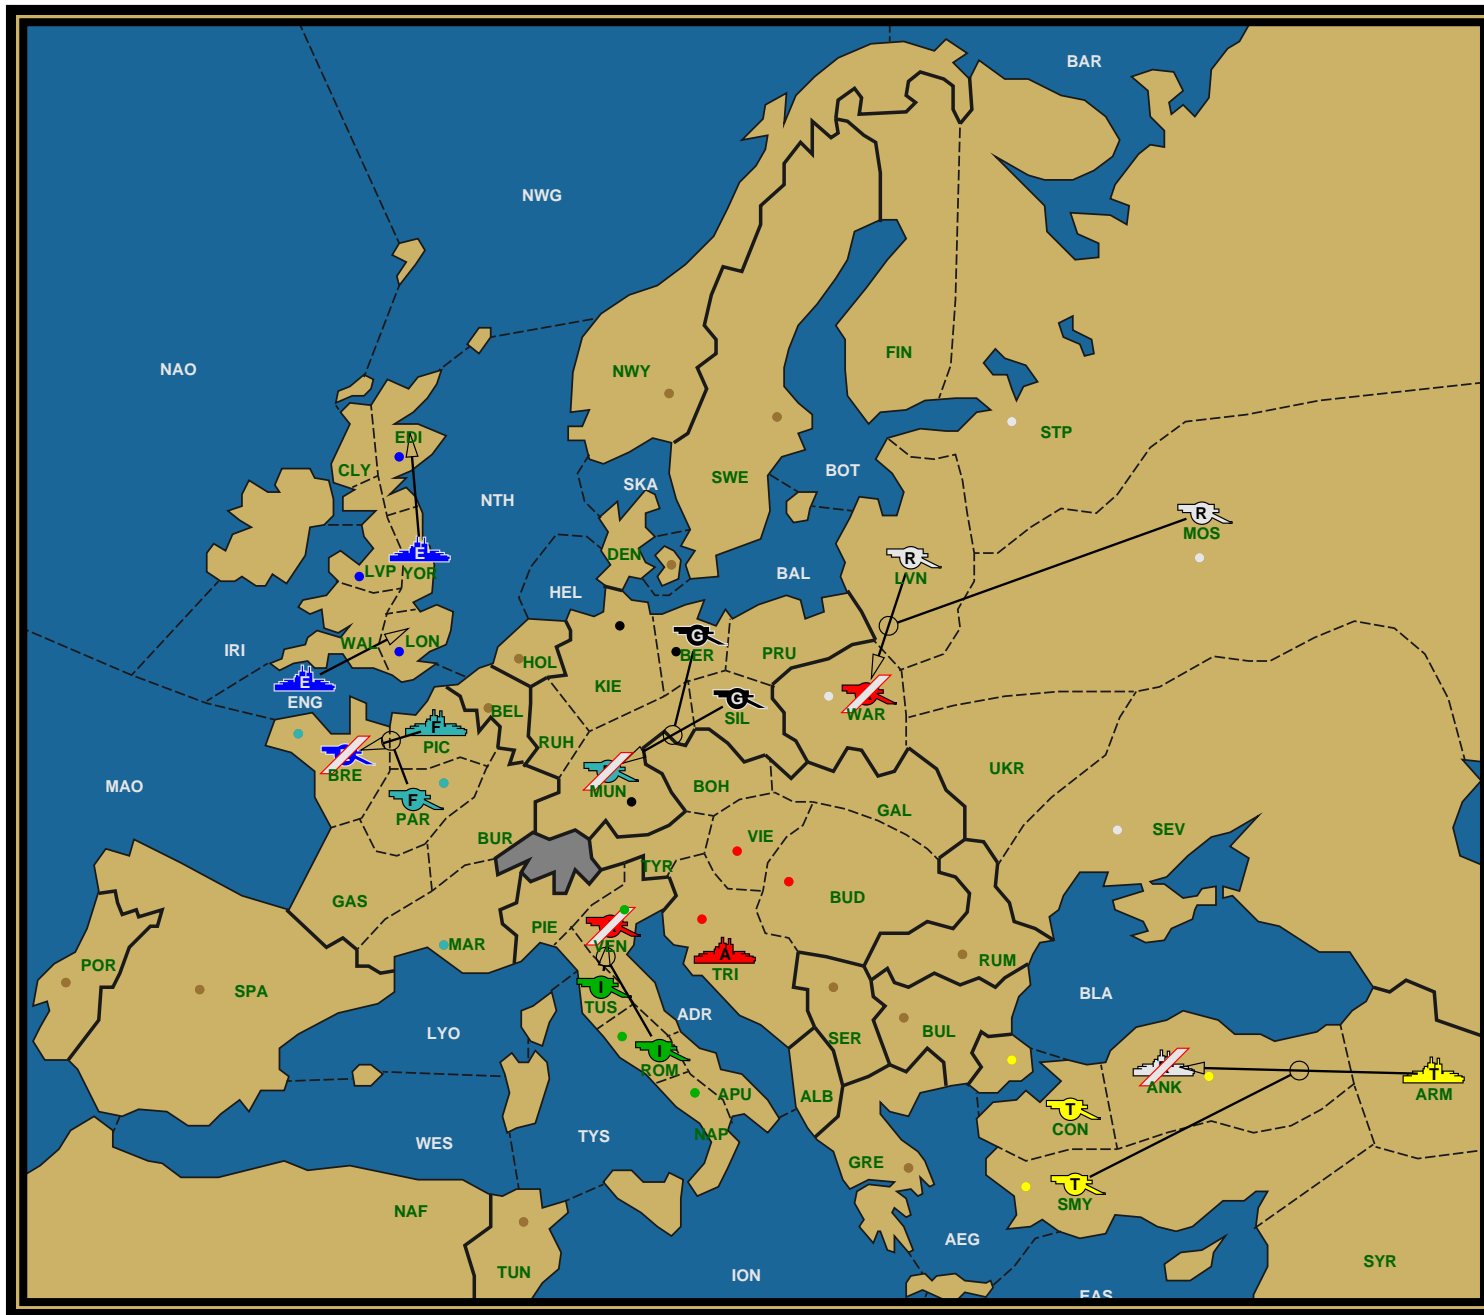 BAR
NWG
NAO
FIN
NWY
STP
EDI
CLY
SWE
BOT
SKA
NTH
R
MOS
E
LVP
YOR
DEN
R
LVN
BAL
HEL
IRI
WAL
LON
HOL
G
BER
PRU
KIE
E
ENG
G
SIL
WAR
BEL
F
PIC
RUH
BRE
MUN
BOH
UKR
MAO
F
PAR
GAL
SEV
BUR
VIE
TYR
BUD
GAS
PIE
VEN
MAR
POR
SPA
A
TRI
RUM
I
TUS
ADR
BLA
LYO
SER
BUL
I
ROM
ANK
T
ARM
APU
ALB
T
CON
WES
TYS
NAP
GRE
T
SMY
NAF
AEG
TUN
ION
SYR
EAS